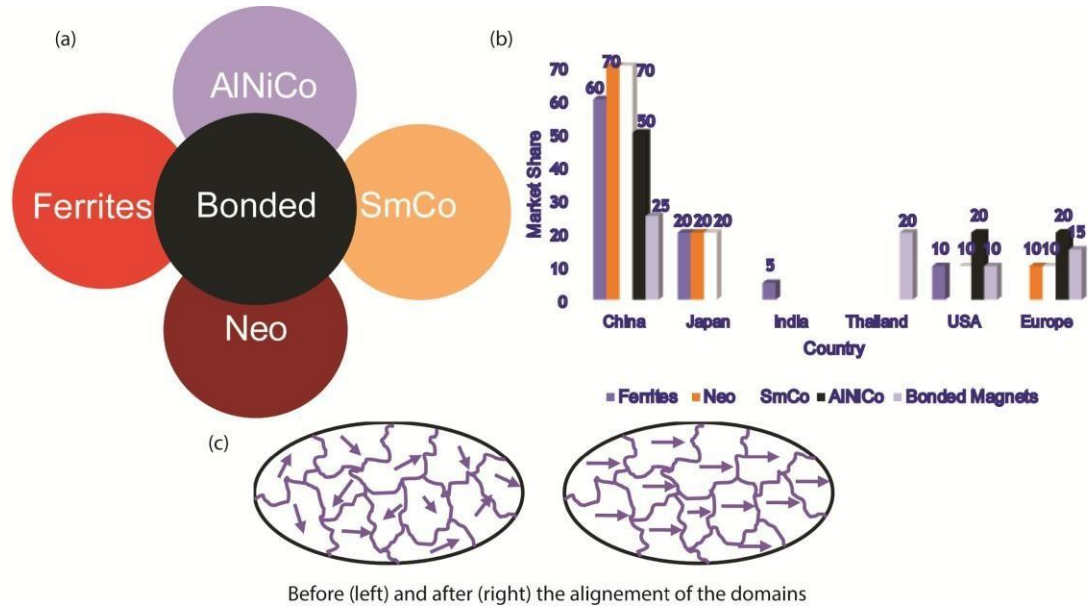 (a)
AlNiCo
Ferrites
Bonded
SmCo
Neo
(b)
Market Share
70
60
50
40
30
20
10
0
60
70
70
50
25
20 20 20
5
20
10
10
20
10
10 10
20
15
China Japan India Thailand USA Europe
Country
Ferrites Neo SmCo AlNiCo Bonded Magnets
(c)
Before (left) and after (right) the alignement of the domains